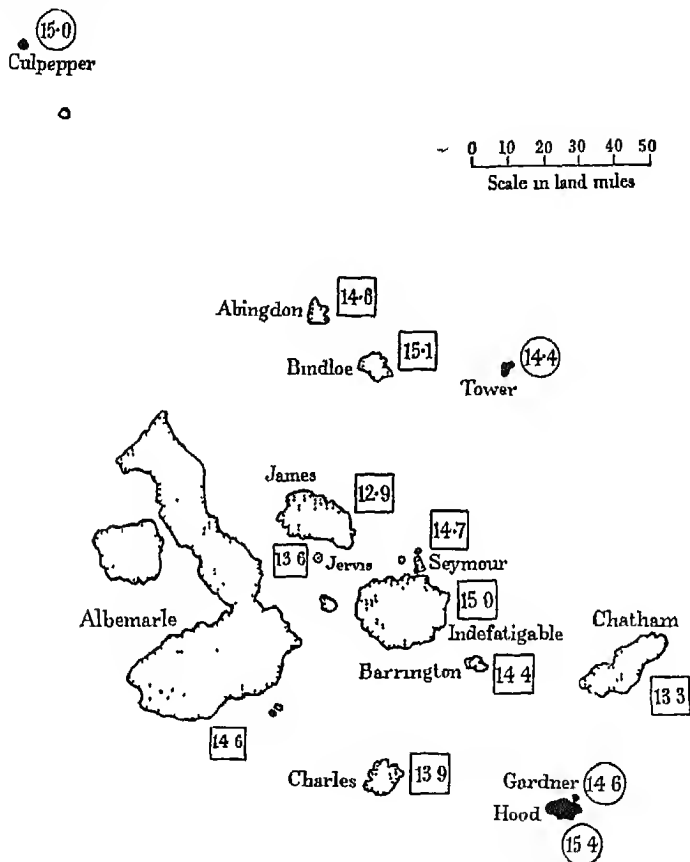 15·0
Culpepper
0 10 20 30 40 50
Scale in land miles
14·8
Abingdon
15·1
Bindloe
14·4
Tower
James
12·9
14·7
13 6
Jervis
Seymour
15 0
Albemarle
Indefatigable
Chatham
Barrington
14 4
13 3
14 6
Charles
13 9
Gardner
14 6
Hood
15 4